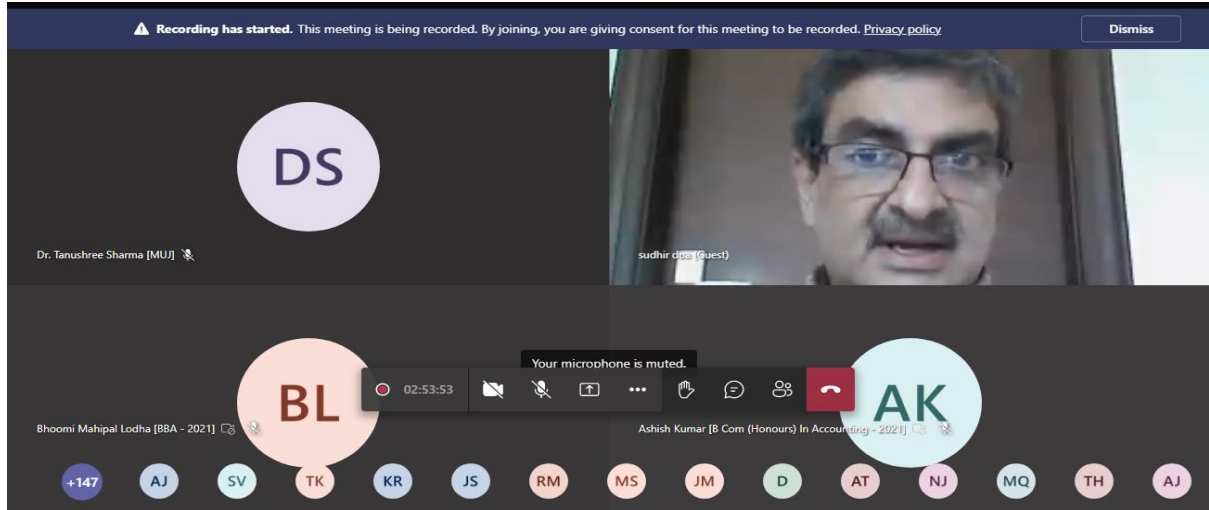 Recording has started. This meeting is being recorded. By joining, you are giving consent for this meeting to be recorded. Privacy policy
Dismiss
DS
Dr. Tanushree Sharma [MUJ]
sudhir dua (Guest)
Your microphone is muted.
02:53:53
BL
AK
Bhoomi Mahipal Lodha [BBA - 2021]
Ashish Kumar [B Com (Honours) In Accounting - 2021]
+147
AJ
SV
TK
KR
JS
RM
MS
JM
D
AT
NJ
MQ
TH
AJ